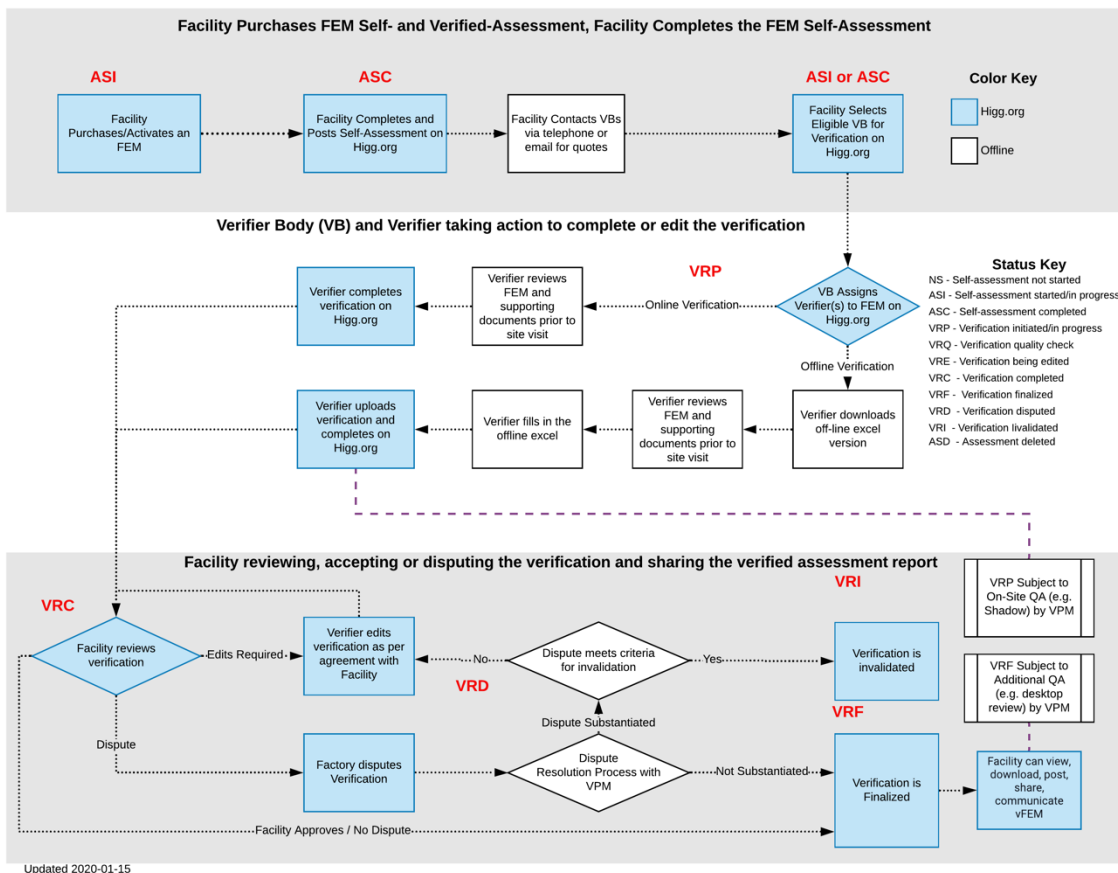 Facility Purchases FEM Self- and Verified-Assessment, Facility Completes the FEM Self-Assessment
ASI
ASC
ASI or ASC
Color Key
Facility
Purchases/Activates an
FEM
Facility Completes and
Posts Self-Assessment on
Higg.org
Facility Contacts VBs
via telephone or
email for quotes
Facility Selects
Eligible VB for
Verification on
Higg.org
Higg.org
Offline
Verifier Body (VB) and Verifier taking action to complete or edit the verification
VRP
Verifier completes
verification on
Higg.org
Verifier reviews
FEM and
supporting
documents prior to
site visit
Online Verification
VB Assigns
Verifier(s) to FEM on
Higg.org
Status Key
NS - Self-assessment not started
ASI - Self-assessment started/in progress
ASC - Self-assessment completed
VRP - Verification initiated/in progress
VRQ - Verification quality check
VRE - Verification being edited
VRC - Verification completed
VRF - Verification finalized
VRD - Verification disputed
VRI - Verification Iivalidated
ASD - Assessment deleted
Offline Verification
Verifier uploads
verification and
completes on
Higg.org
Verifier fills in the
offline excel
Verifier reviews
FEM and
supporting
documents prior to
site visit
Verifier downloads
off-line excel
version
Facility reviewing, accepting or disputing the verification and sharing the verified assessment report
VRI
VRC
Facility reviews
verification
Edits Required
Verifier edits
verification as per
agreement with
Facility
No
VRD
Dispute meets criteria
for invalidation
Yes
Verification is
invalidated
VRP Subject to
On-Site QA (e.g.
Shadow) by VPM
VRF
VRF Subject to
Additional QA
(e.g. desktop
review) by VPM
Dispute Substantiated
Dispute
Factory disputes
Verification
Dispute
Resolution Process with
VPM
Not Substantiated
Verification is
Finalized
Facility can view,
download, post,
share,
communicate
vFEM
Facility Approves / No Dispute
Updated 2020-01-15